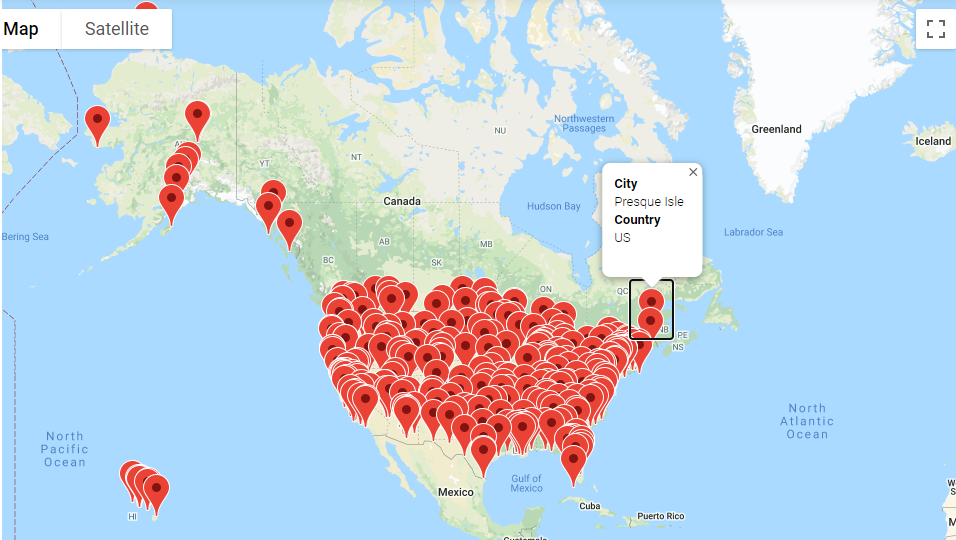 Map
Satellite
Greenland
Iceland
Northwestern
Passages
NU
NT
YT
Canada
Hudson Bay
Labrador Sea
Bering Sea
AB
MB
SK
BC
ON
QC
NB
PE
NS
City
Presque Isle
Country
US
North
Pacific
Ocean
North
Atlantic
Ocean
HI
Gulf of
Mexico
Mexico
Cuba
Puerto Rico
Guatemala